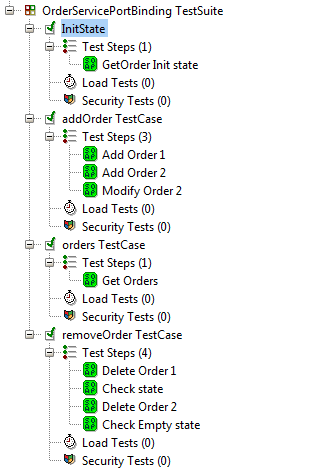 OrderServicePortBinding TestSuite
InitState
Test Steps (1)
GetOrder Init state
Load Tests (0)
Security Tests (0)
addOrder TestCase
Test Steps (3)
Add Order 1
Add Order 2
Modify Order 2
Load Tests (0)
Security Tests (0)
orders TestCase
Test Steps (1)
Get Orders
Load Tests (0)
Security Tests (0)
removeOrder TestCase
Test Steps (4)
Delete Order 1
Check state
Delete Order 2
Check Empty state
Load Tests (0)
Security Tests (0)